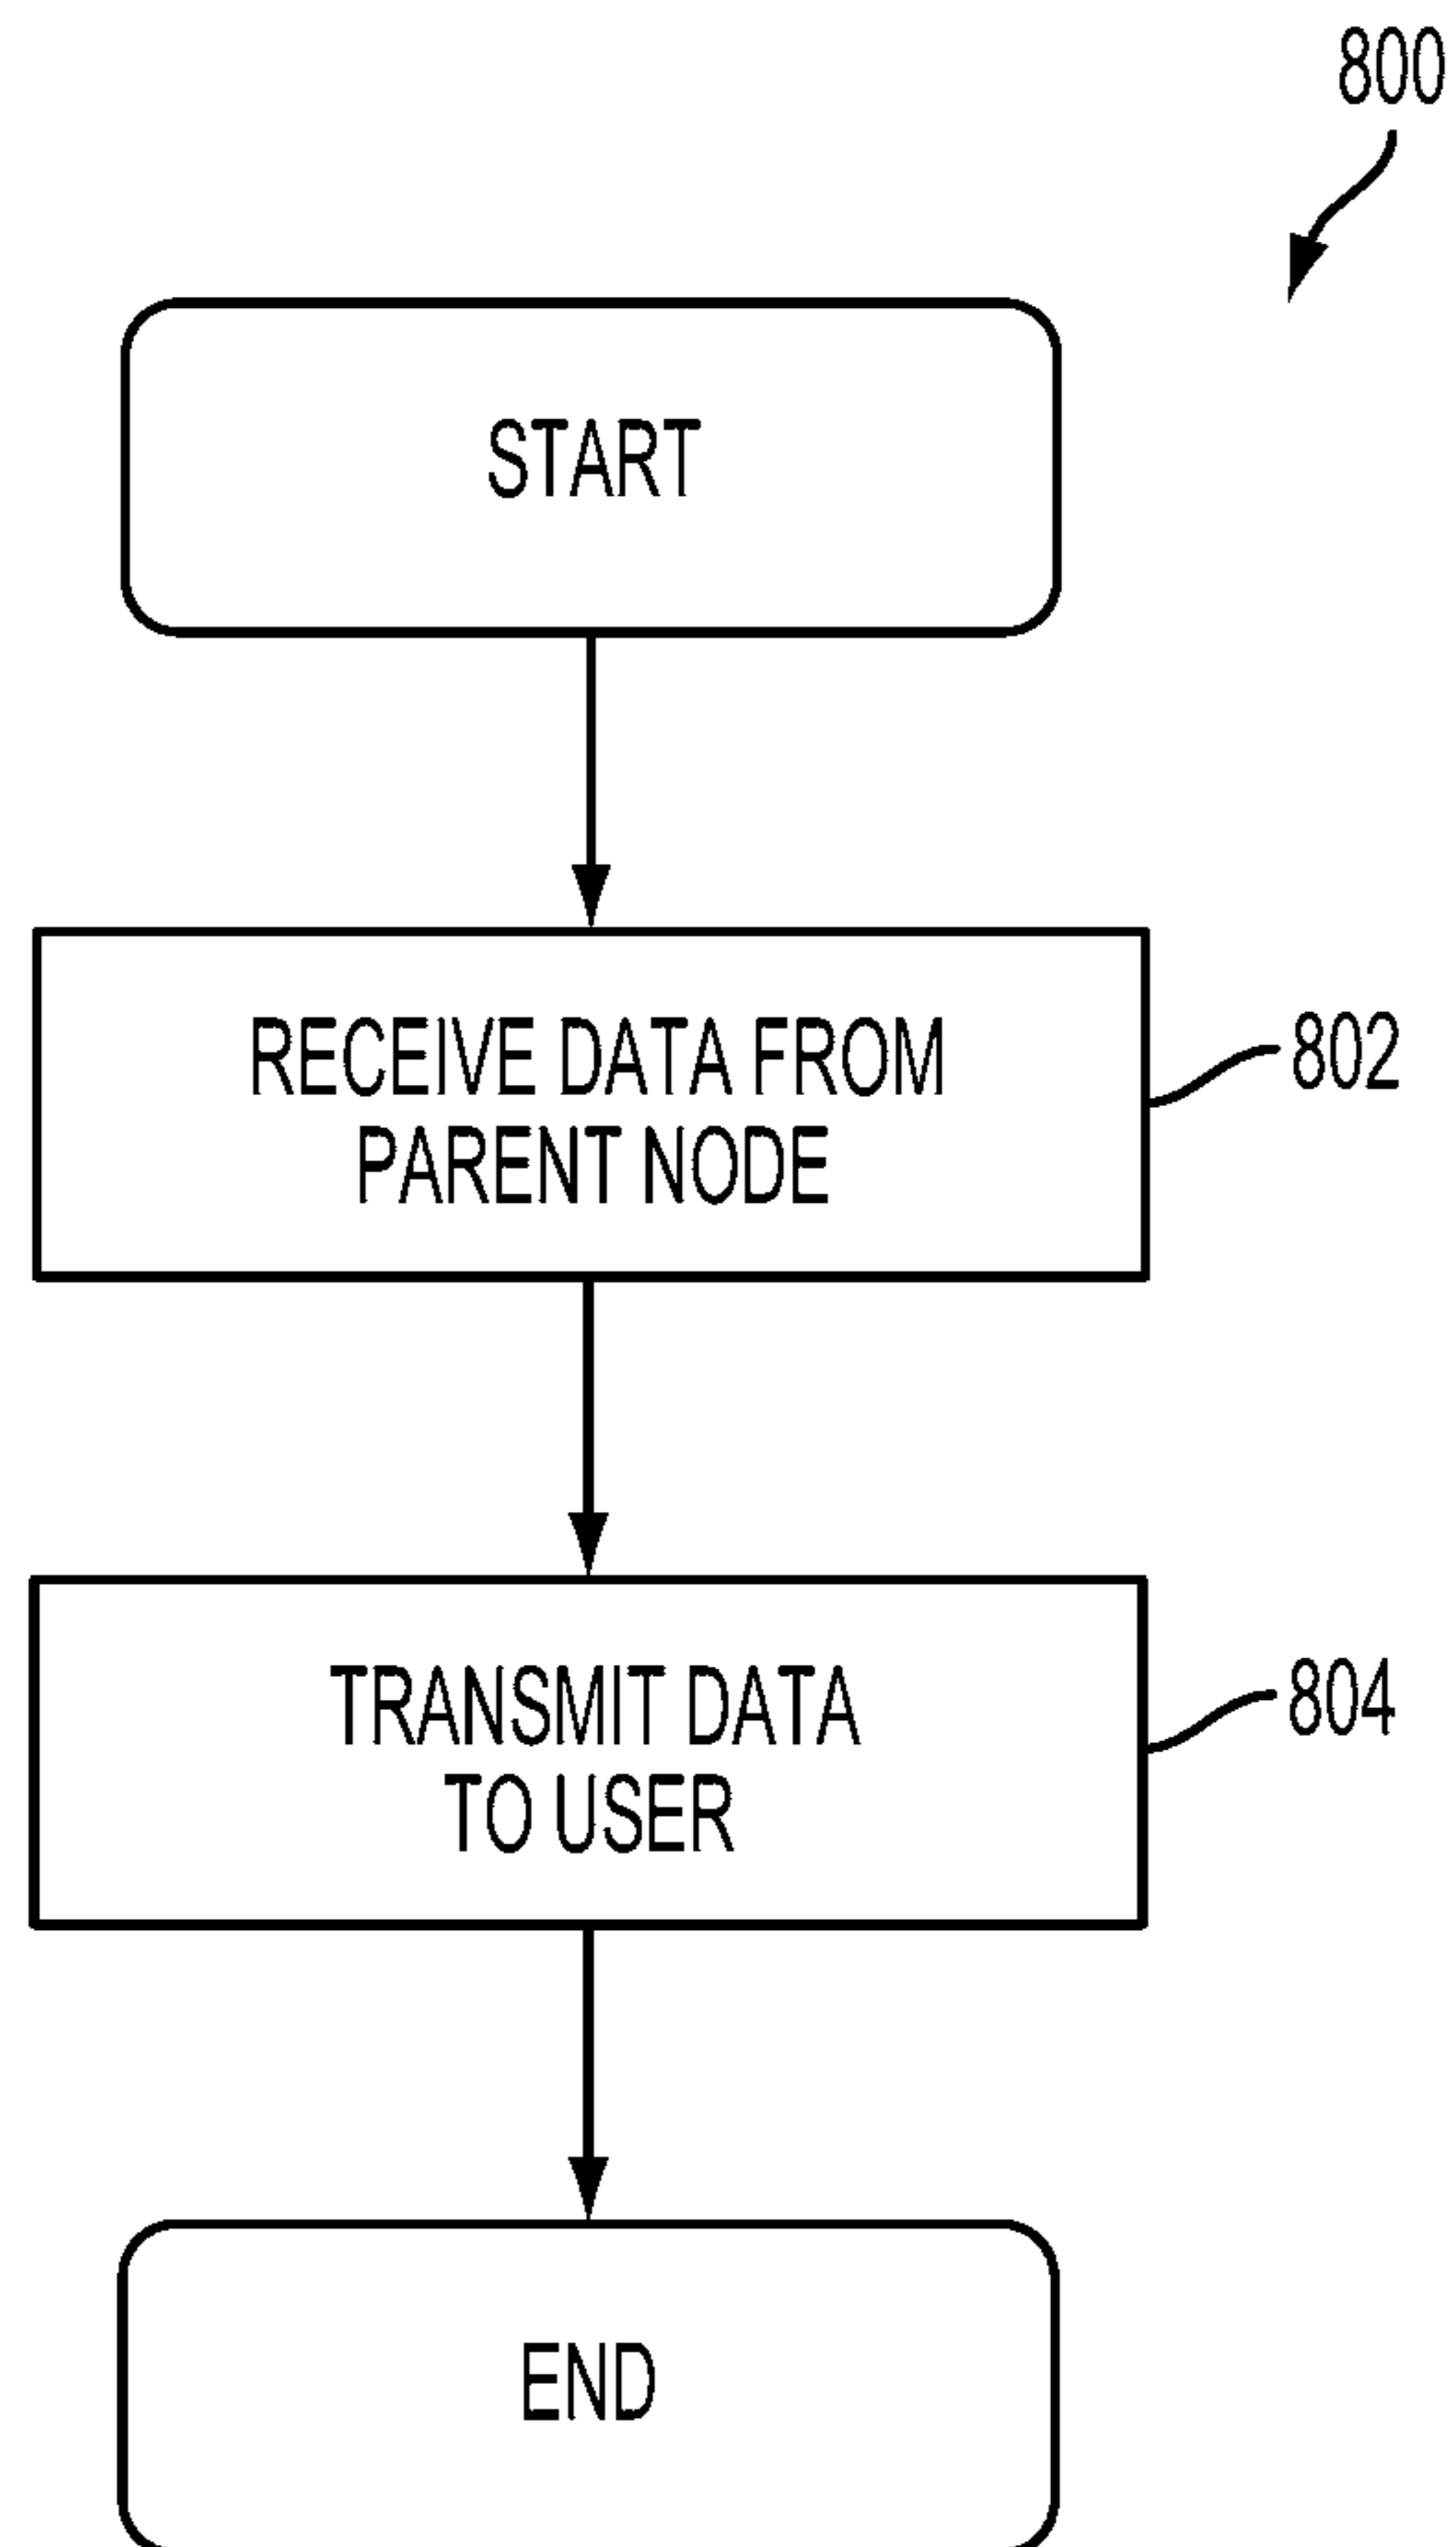 800
START
RECEIVE DATA FROM
PARENT NODE
802
TRANSMIT DATA
TO USER
804
END